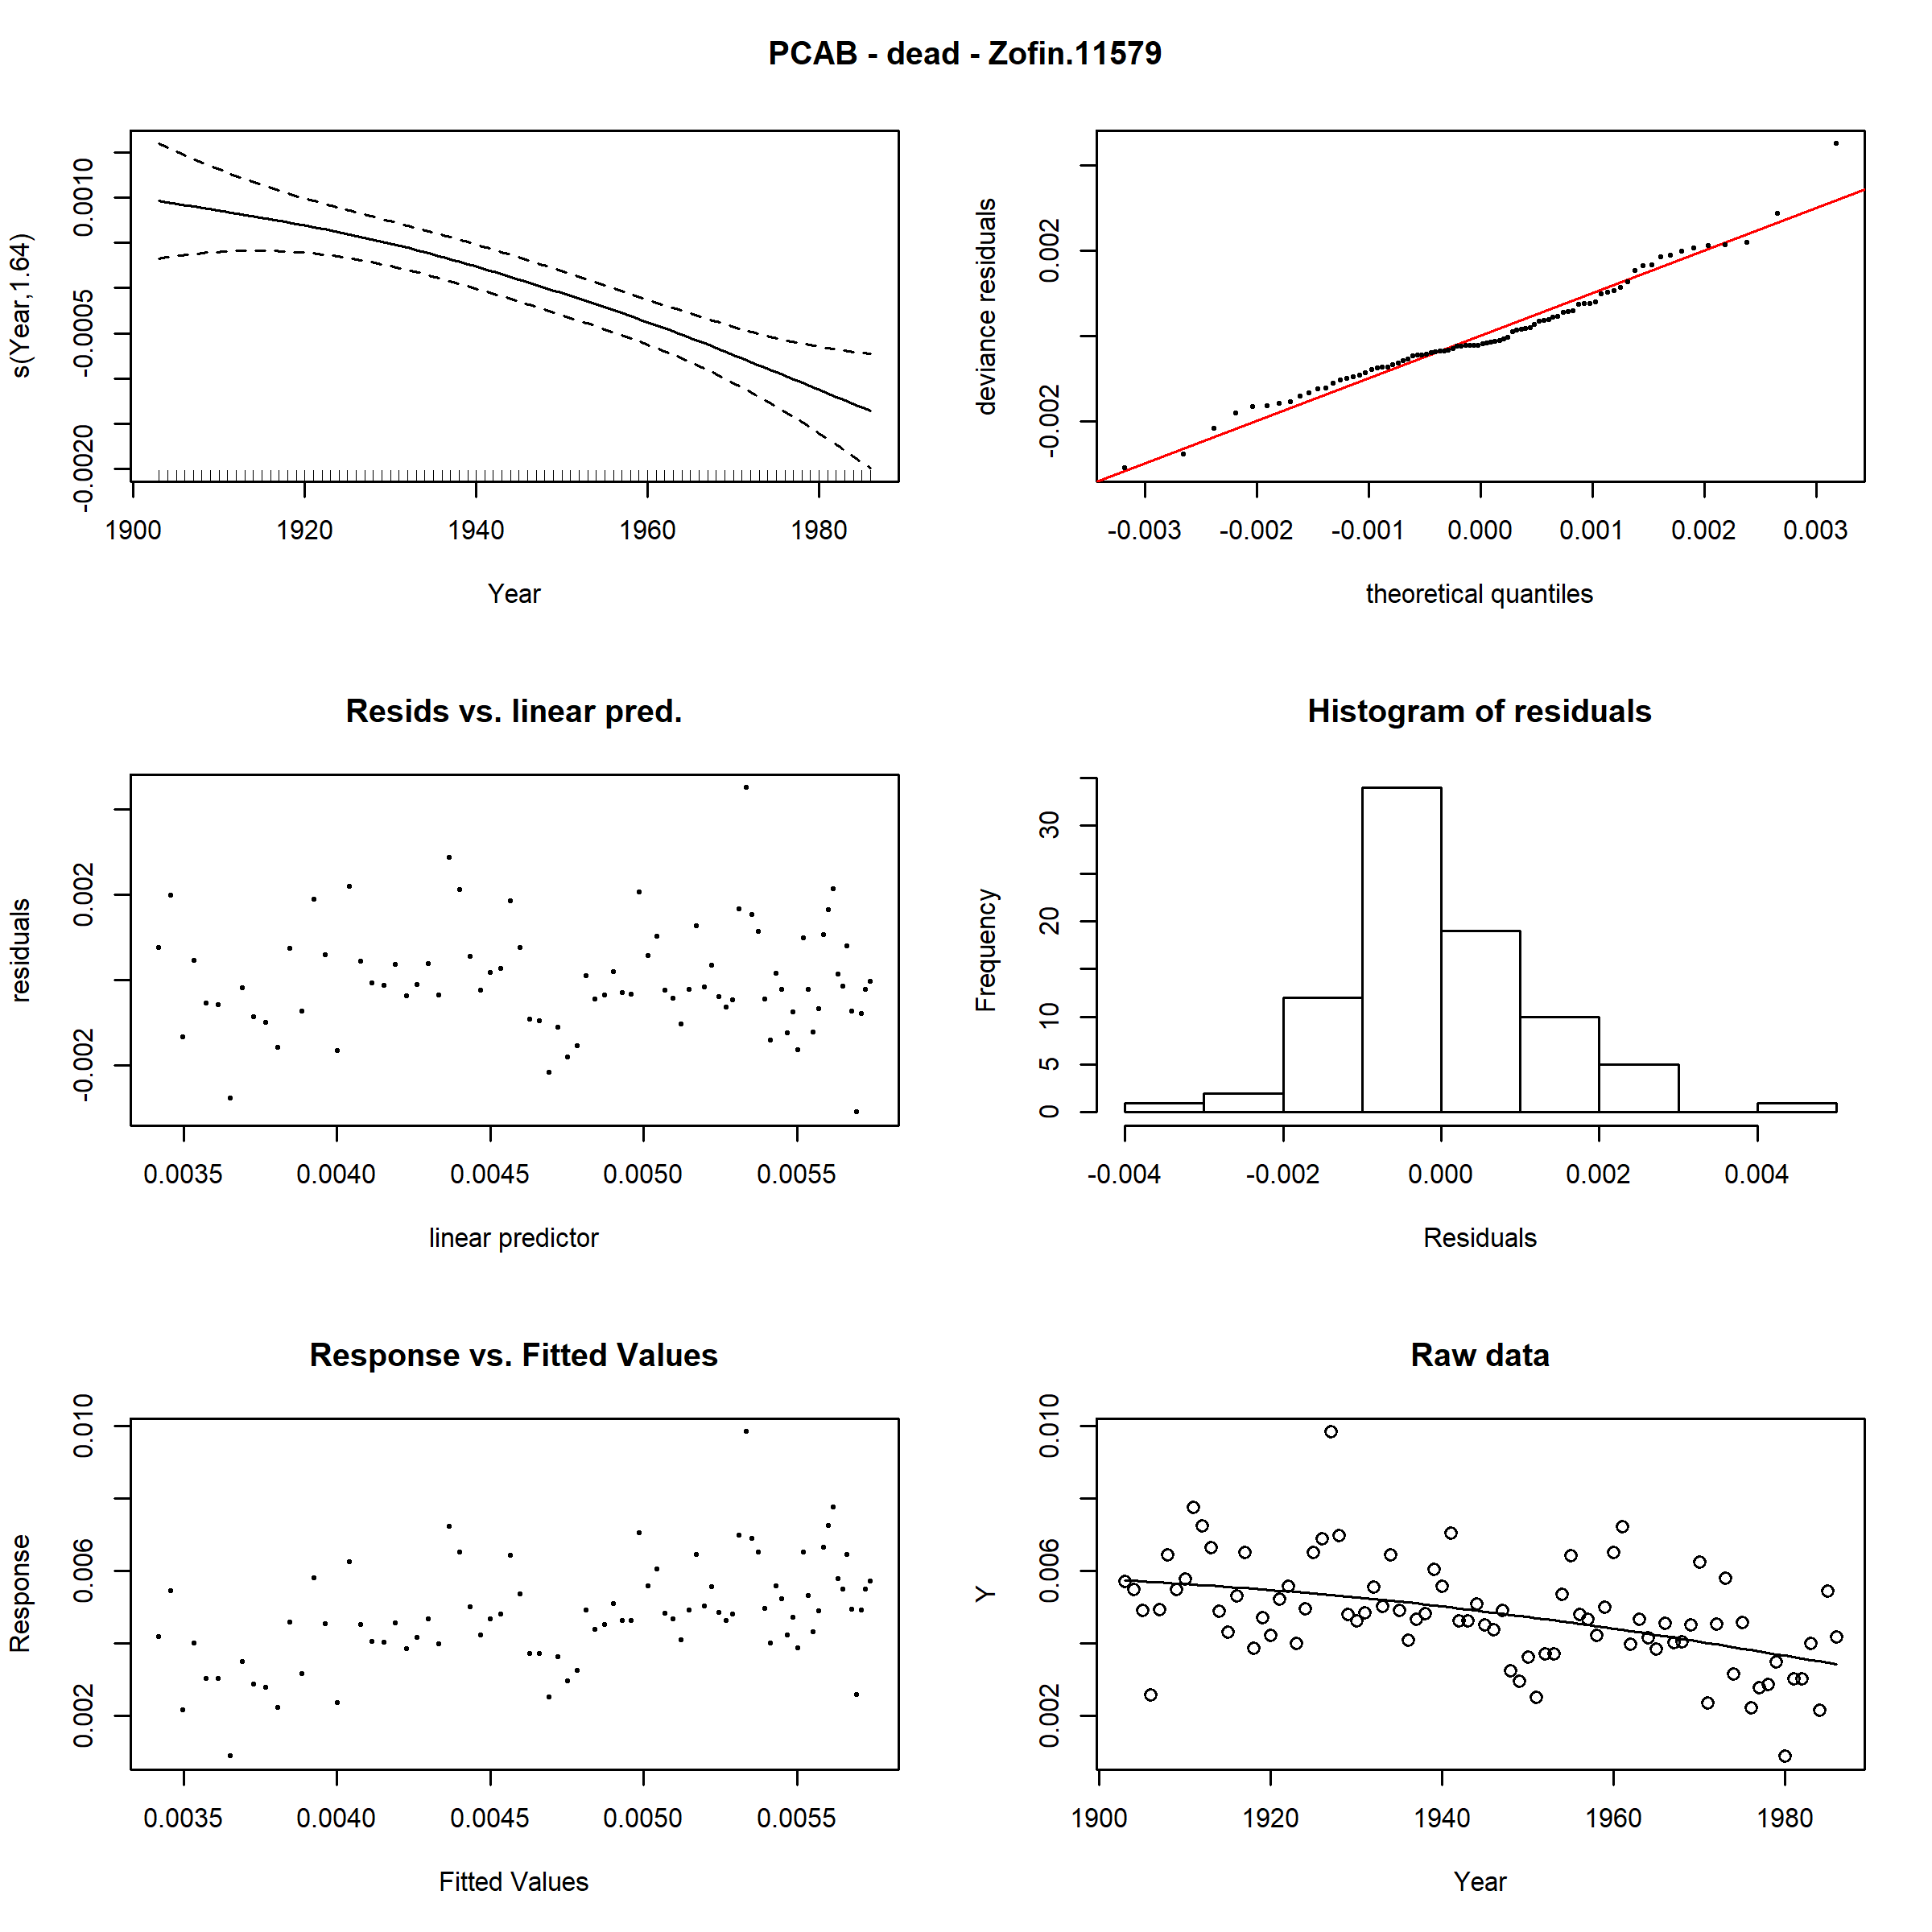 PCAB - dead - Zofin.11579
s(Year,1.64)
0.0010
-0.0005
-0.0020
1900 1920 1940 1960 1980
Year
deviance residuals
0.002
-0.002
-0.003 -0.002 -0.001 0.000 0.001 0.002 0.003
theoretical quantiles
Resids vs. linear pred.
residuals
0.002
-0.002
0.0035 0.0040 0.0045 0.0050 0.0055
linear predictor
Histogram of residuals
Frequency
30
20
10
5
0
-0.004 -0.002 0.000 0.002 0.004
Residuals
Response vs. Fitted Values
Response
0.010
0.006
0.002
0.0035 0.0040 0.0045 0.0050 0.0055
Fitted Values
Raw data
Y
0.010
0.006
0.002
1900 1920 1940 1960 1980
Year